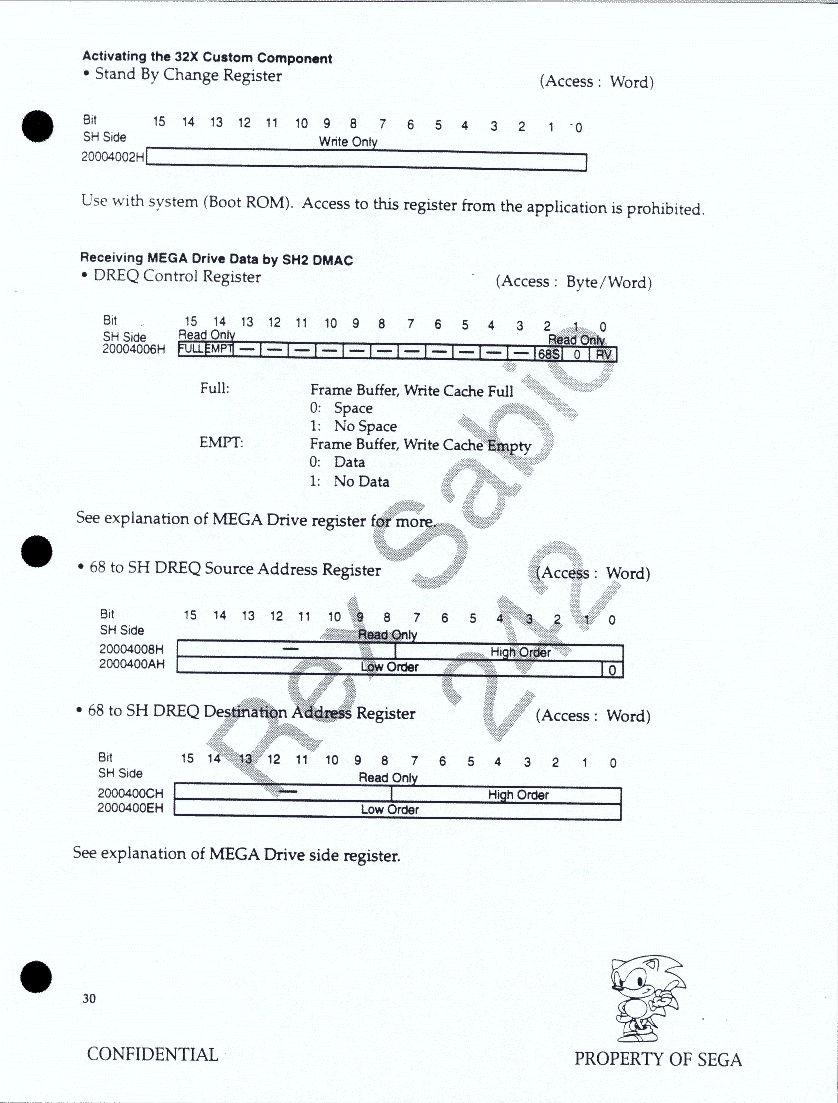 Activating the 32X Custom Component
• Stand By Change Register (Access : Word)
Bit 15 14 13 12 11 10 9 8 7 6 5 4 3 2 1 0
SH Side Write Only
20004002H
Use with system (Boot ROM). Access to this register from the application is prohibited.
Receiving MEGA Drive Data by SH2 DMAC
• DREQ Control Register (Access : Byte/Word)
Bit 15 14 13 12 11 10 9 8 7 6 5 4 3 2 1 0
SH Side Read Only Read Only
20004006H FULL EMPT — — — — — — — — — — — 68S 0 RV
Full: Frame Buffer, Write Cache Full
0: Space
1: No Space
EMPT: Frame Buffer, Write Cache Empty
0: Data
1: No Data
See explanation of MEGA Drive register for more.
• 68 to SH DREQ Source Address Register (Access : Word)
Bit 15 14 13 12 11 10 9 8 7 6 5 4 3 2 1 0
SH Side Read Only
20004008H — High Order
2000400AH Low Order 0
• 68 to SH DREQ Destination Address Register (Access : Word)
Bit 15 14 13 12 11 10 9 8 7 6 5 4 3 2 1 0
SH Side Read Only
2000400CH — High Order
2000400EH Low Order
See explanation of MEGA Drive side register.
Rex Sabio
242
30
CONFIDENTIAL PROPERTY OF SEGA